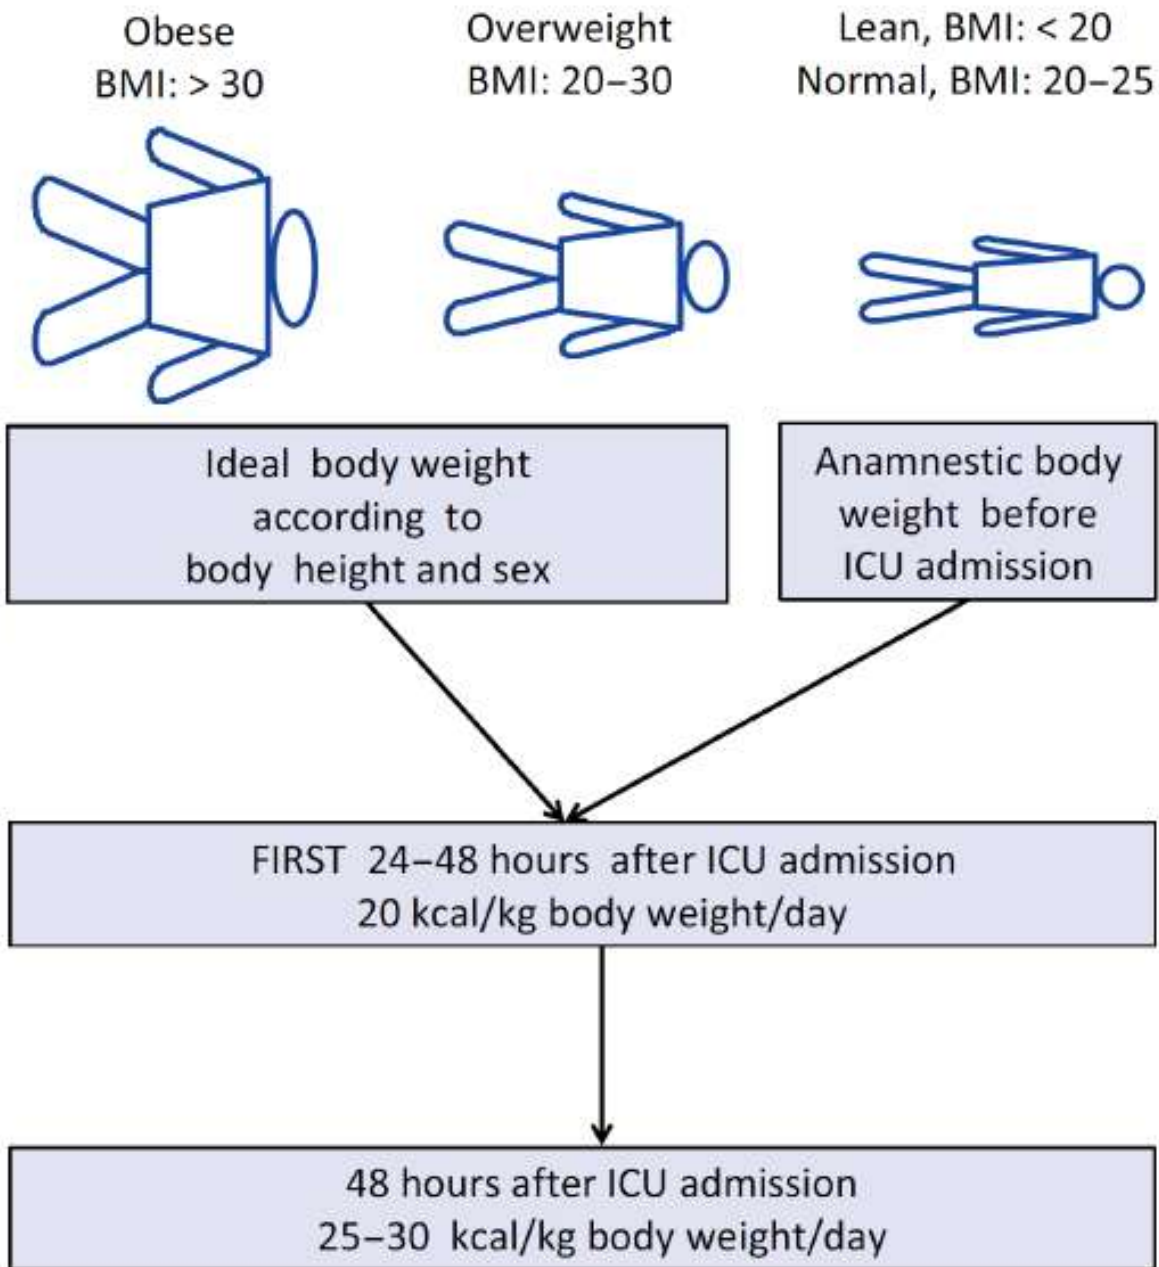 Obese
BMI: > 30
Overweight
BMI: 20–30
Lean, BMI: < 20
Normal, BMI: 20–25
Ideal body weight
according to
body height and sex
Anamnestic body
weight before
ICU admission
FIRST 24–48 hours after ICU admission
20 kcal/kg body weight/day
48 hours after ICU admission
25–30 kcal/kg body weight/day